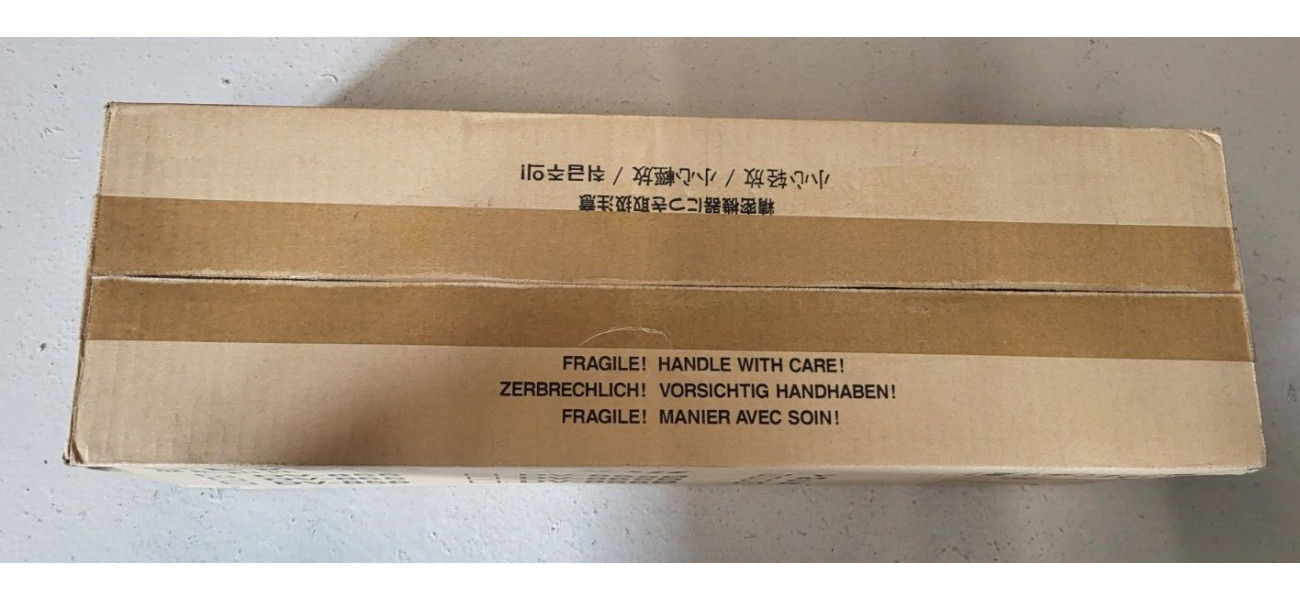 精密機器につき取扱注意
小心轻放 / 小心輕放 / 취급주의!
FRAGILE! HANDLE WITH CARE!
ZERBRECHLICH! VORSICHTIG HANDHABEN!
FRAGILE! MANIER AVEC SOIN!